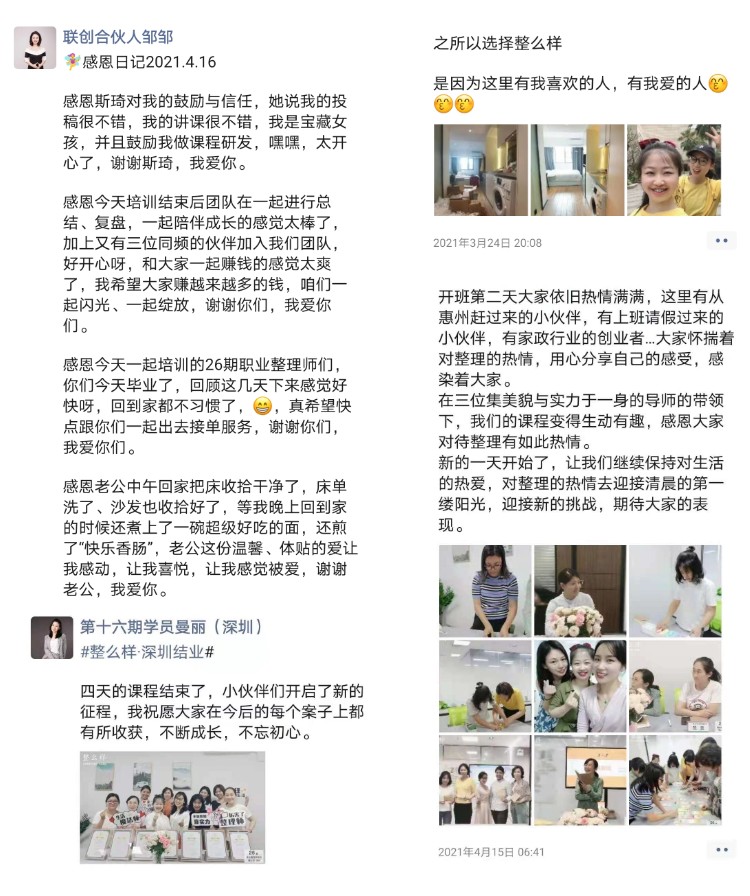 联创合伙人邹邹
🧚感恩日记2021.4.16
感恩斯琦对我的鼓励与信任，她说我的投
稿很不错，我的讲课很不错，我是宝藏女
孩，并且鼓励我做课程研发，嘿嘿，太开
心了，谢谢斯琦，我爱你。
感恩今天培训结束后团队在一起进行总
结、复盘，一起陪伴成长的感觉太棒了，
加上又有三位同频的伙伴加入我们团队，
好开心呀，和大家一起赚钱的感觉太爽
了，我希望大家赚越来越多的钱，咱们一
起闪光、一起绽放，谢谢你们，我爱你
们。
感恩今天一起培训的26期职业整理师们，
你们今天毕业了，回顾这几天下来感觉好
快呀，回到家都不习惯了，😁，真希望快
点跟你们一起出去接单服务，谢谢你们，
我爱你们。
感恩老公中午回家把床收拾干净了，床单
洗了、沙发也收拾好了，等我晚上回到家
的时候还煮上了一碗超级好吃的面，还煎
了“快乐香肠”，老公这份温馨、体贴的爱让
我感动，让我喜悦，让我感觉被爱，谢谢
老公，我爱你。
第十六期学员曼丽（深圳）
#整么样·深圳结业#
四天的课程结束了，小伙伴们开启了新的
征程，我祝愿大家在今后的每个案子上都
有所收获，不断成长，不忘初心。
整理师
之所以选择整么样
是因为这里有我喜欢的人，有我爱的人😙
😙😙
2021年3月24日 20:08
开班第二天大家依旧热情满满，这里有从
惠州赶过来的小伙伴，有上班请假过来的
小伙伴，有家政行业的创业者…大家怀揣着
对整理的热情，用心分享自己的感受，感
染着大家。
在三位集美貌与实力于一身的导师的带领
下，我们的课程变得生动有趣，感恩大家
对待整理有如此热情。
新的一天开始了，让我们继续保持对生活
的热爱，对整理的热情去迎接清晨的第一
缕阳光，迎接新的挑战，期待大家的表
现。
2021年4月15日 06:41